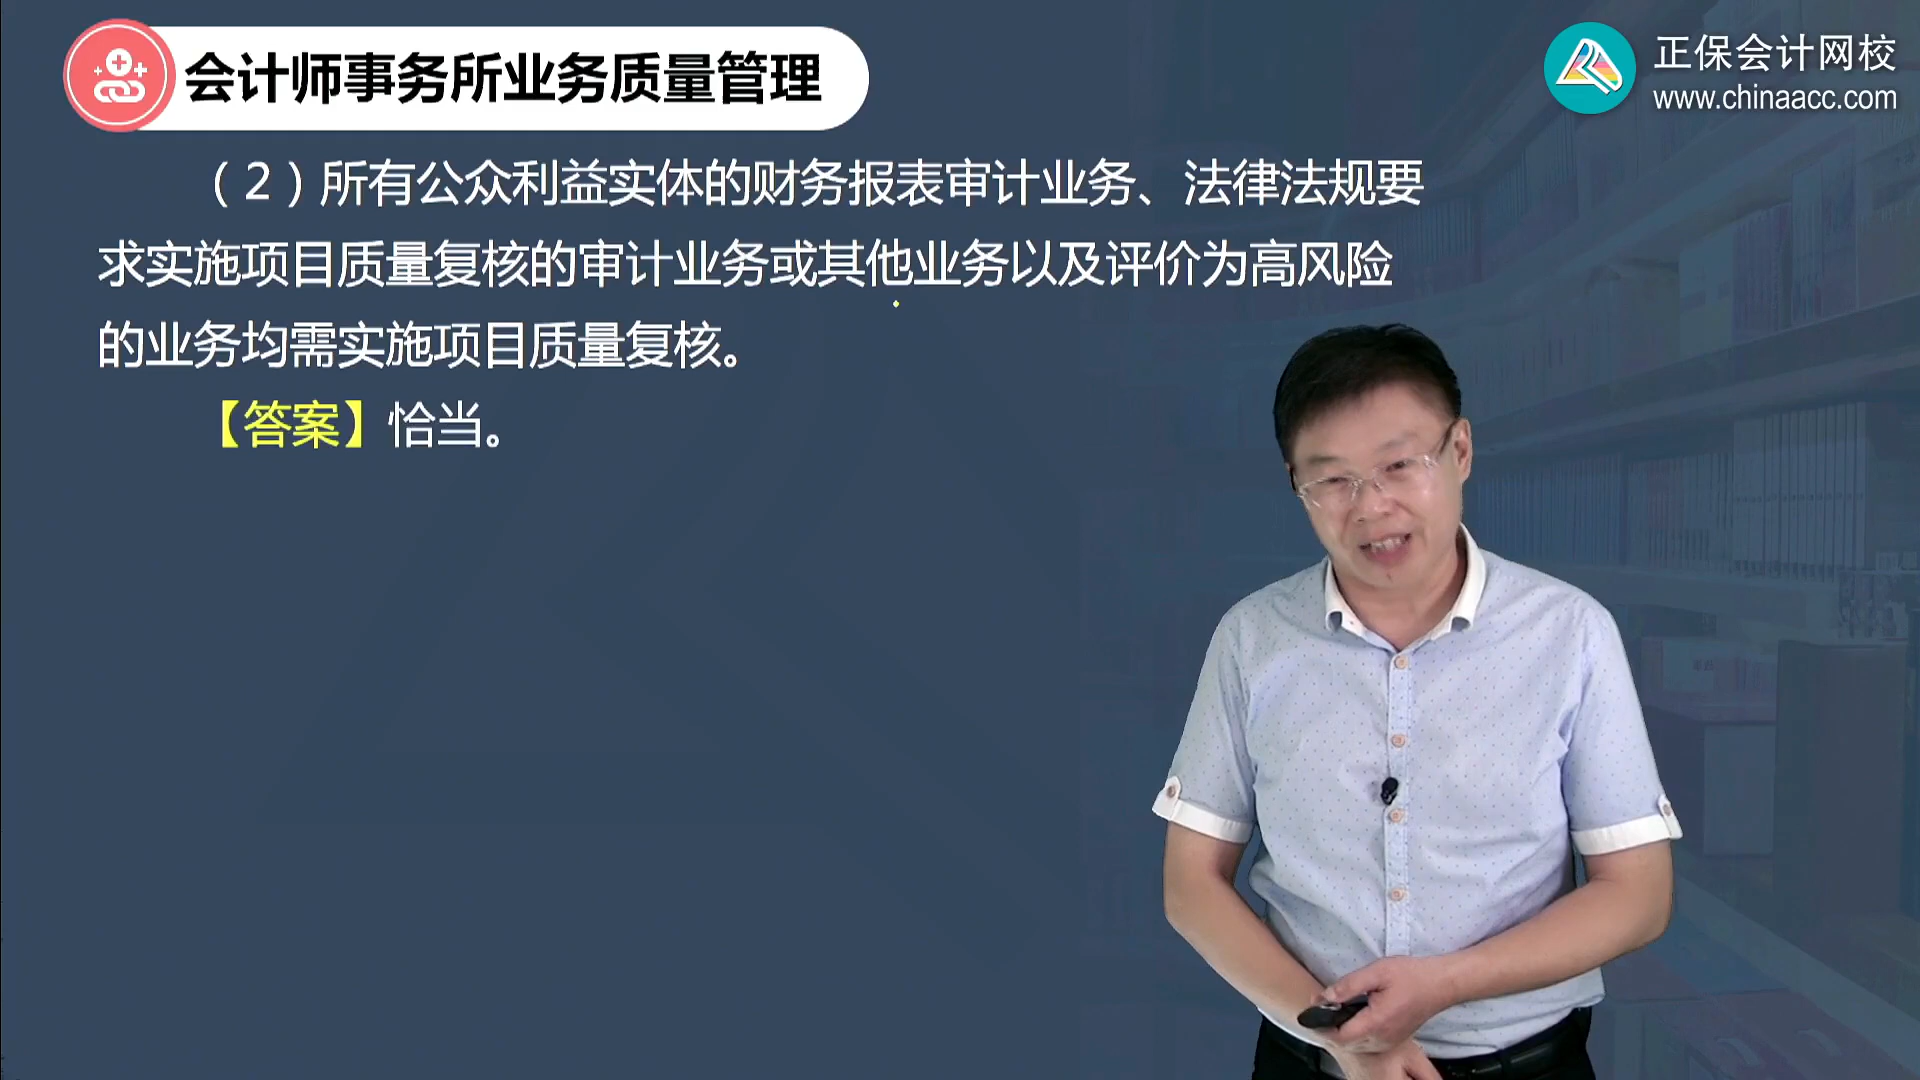 会计师事务所业务质量管理
正保会计网校
www.chinaacc.com
（2）所有公众利益实体的财务报表审计业务、法律法规要
求实施项目质量复核的审计业务或其他业务以及评价为高风险
的业务均需实施项目质量复核。
【答案】恰当。